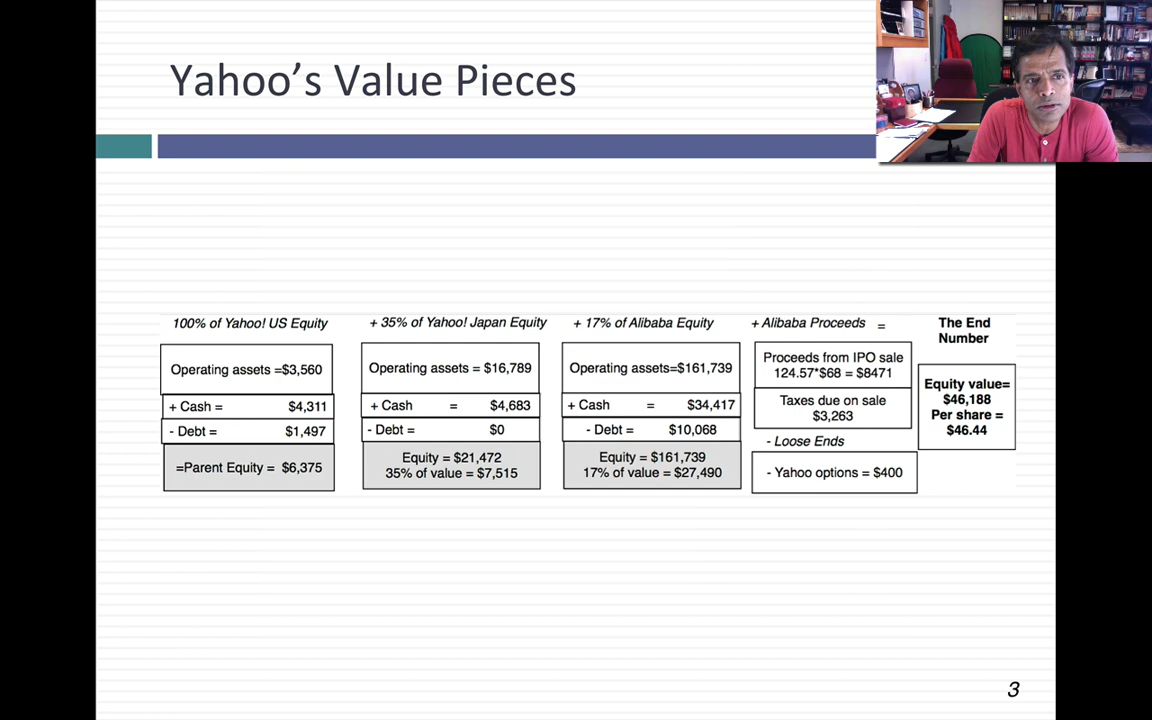 Yahoo’s Value Pieces
100% of Yahoo! US Equity
Operating assets =$3,560
+ Cash = $4,311
- Debt = $1,497
=Parent Equity = $6,375
+ 35% of Yahoo! Japan Equity
Operating assets = $16,789
+ Cash = $4,683
- Debt = $0
Equity = $21,472
35% of value = $7,515
+ 17% of Alibaba Equity
Operating assets=$161,739
+ Cash = $34,417
- Debt = $10,068
Equity = $161,739
17% of value = $27,490
+ Alibaba Proceeds =
Proceeds from IPO sale
124.57*$68 = $8471
Taxes due on sale
$3,263
- Loose Ends
- Yahoo options = $400
The End
Number
Equity value=
$46,188
Per share =
$46.44
3